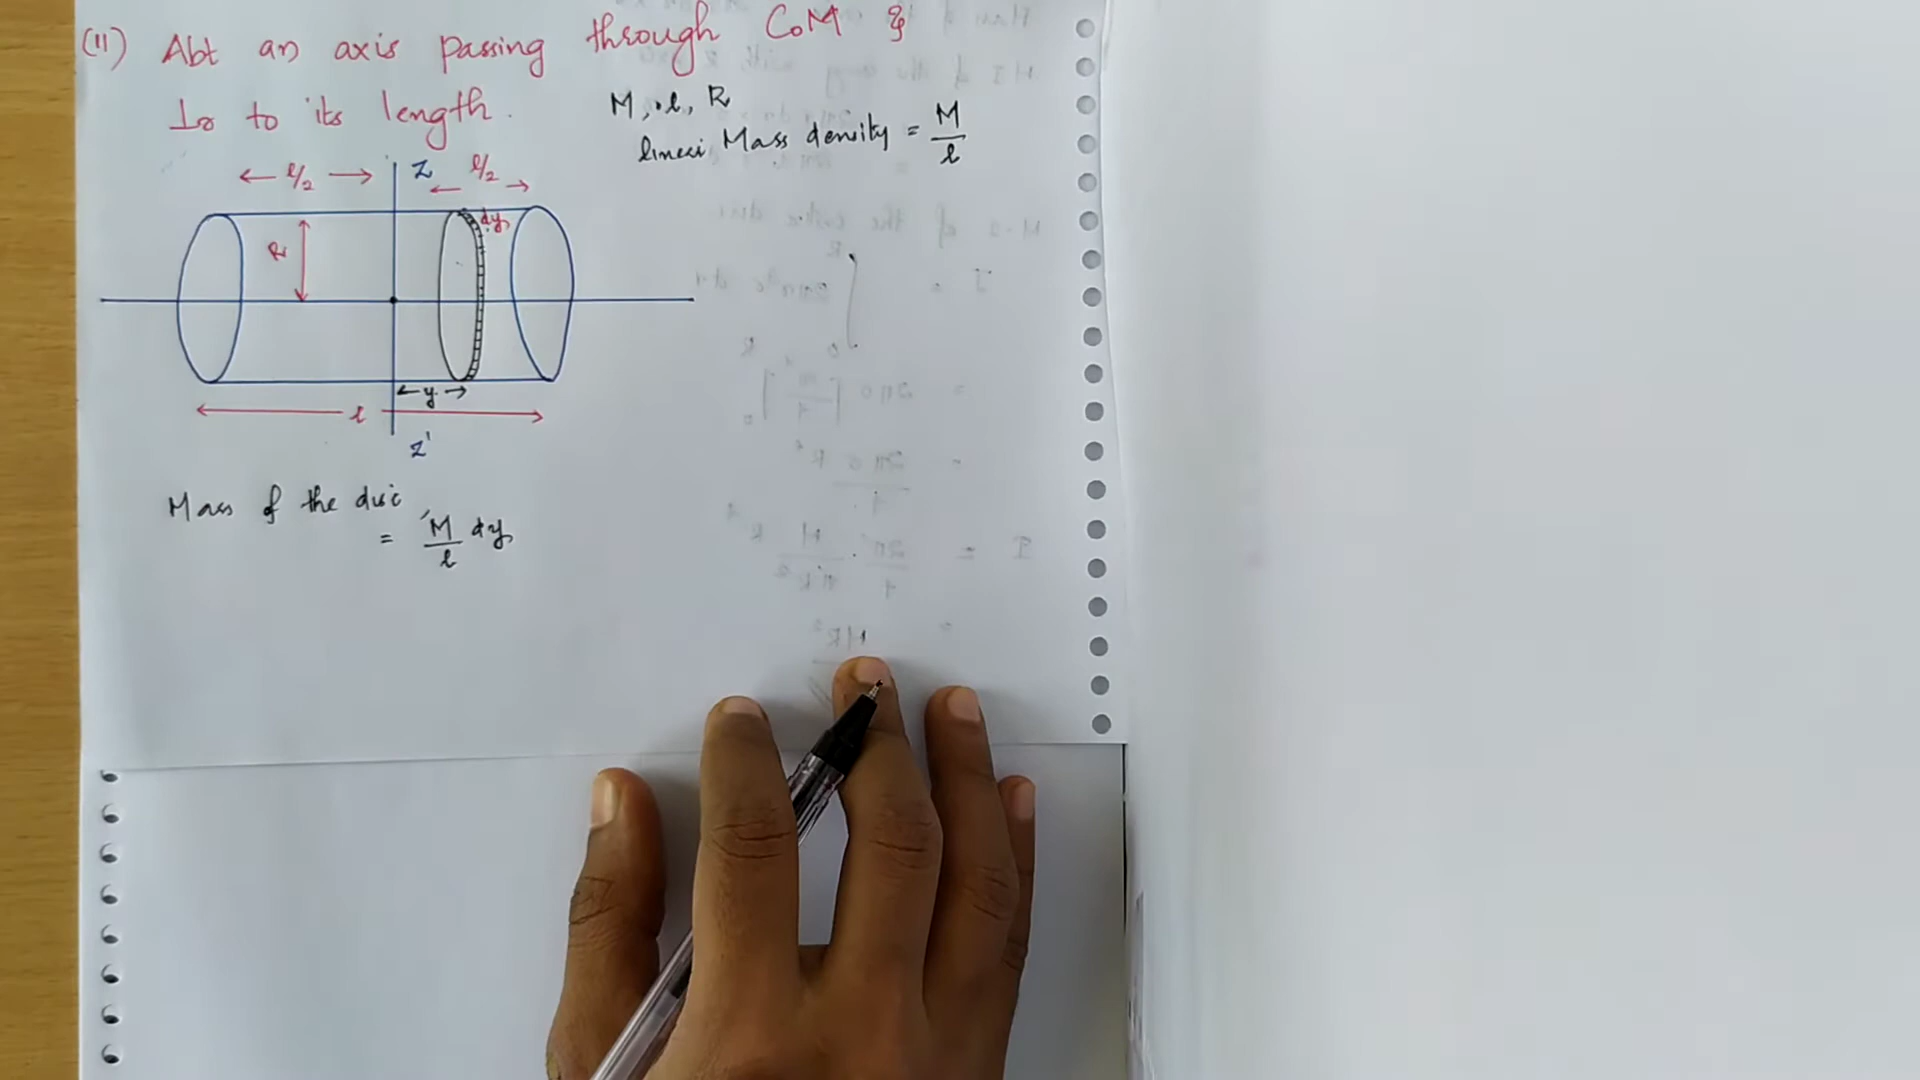 (11) Abt an axis passing through CoM &
⊥r to its length.
M, l, R
linear Mass density = M/l
← l/2 → Z ← l/2 →
dy
R
← y →
← l →
Z'
Mass of the disc
= M/l dy